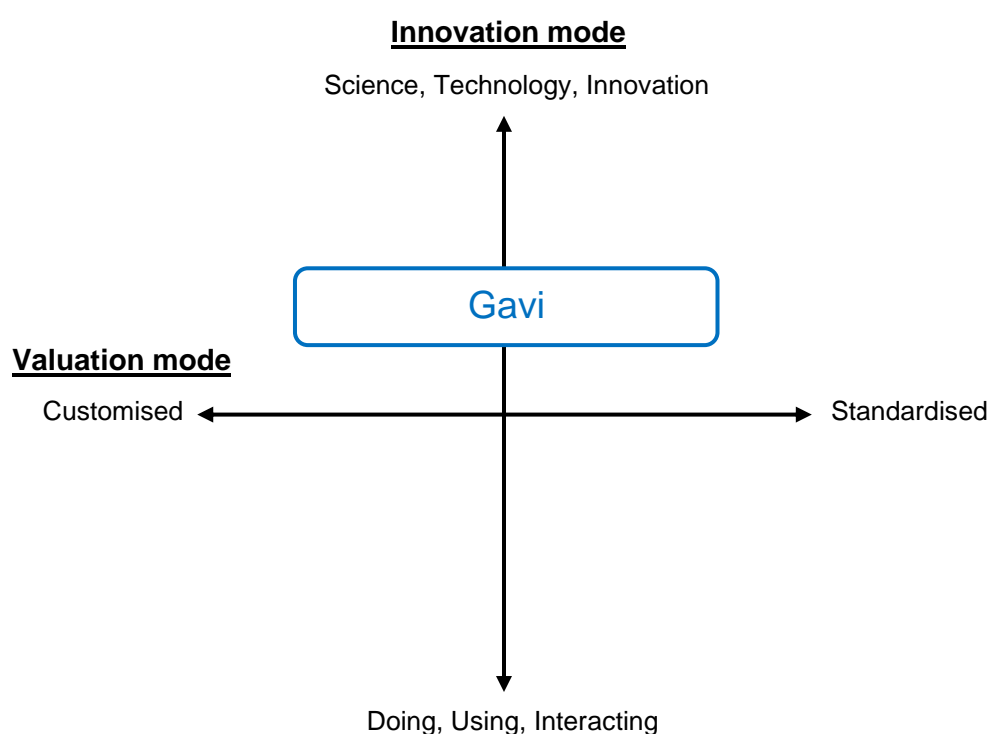 Innovation mode
Science, Technology, Innovation
Gavi
Valuation mode
Customised
Standardised
Doing, Using, Interacting